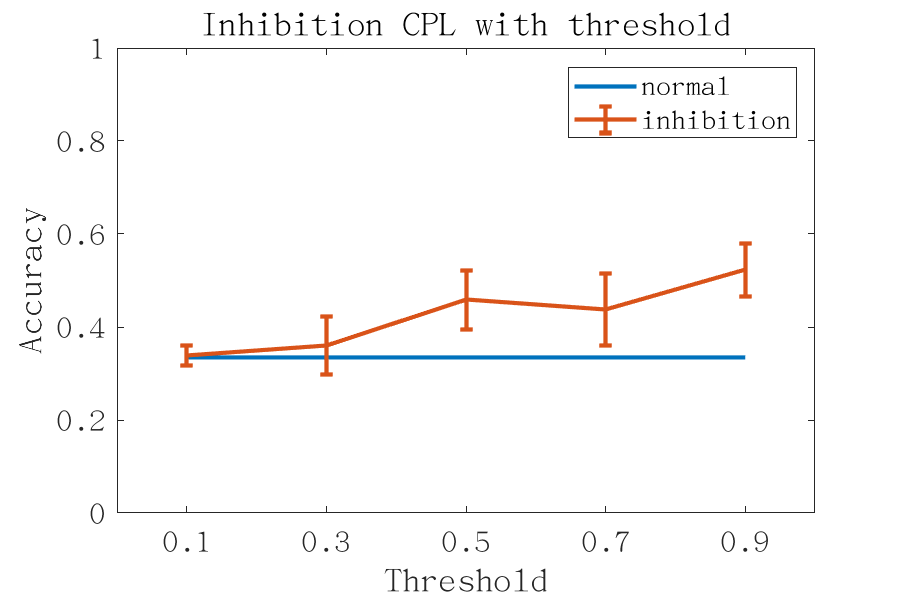 Inhibition CPL with threshold
normal
inhibition
1
0.8
0.6
0.4
0.2
0
Accuracy
0.1 0.3 0.5 0.7 0.9
Threshold